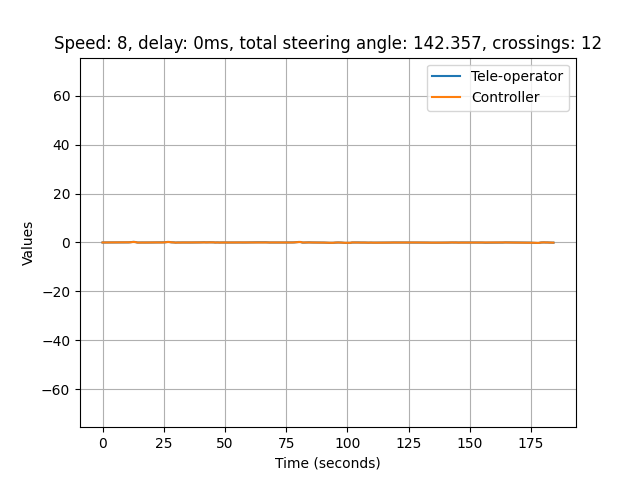 Speed: 8, delay: 0ms, total steering angle: 142.357, crossings: 12
Tele-operator
Controller
60
40
20
0
−20
−40
−60
Values
0 25 50 75 100 125 150 175
Time (seconds)